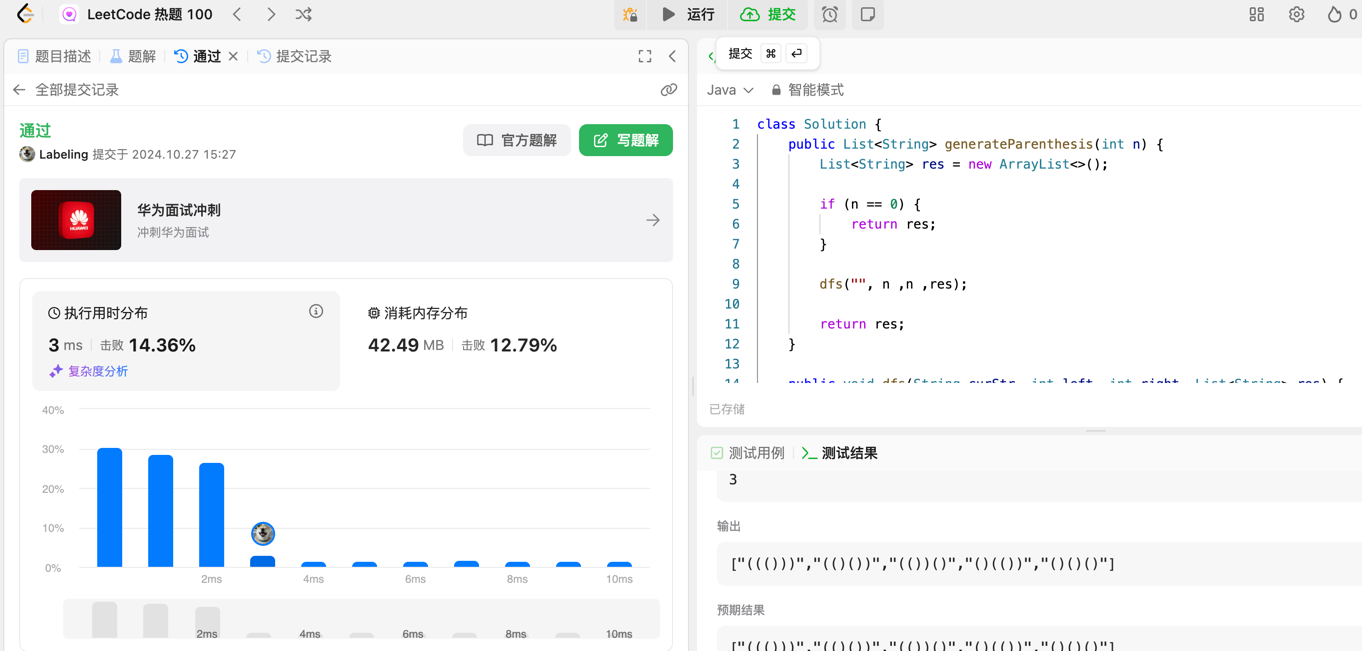 LeetCode 热题 100
运行
提交
0
题目描述
题解
通过
提交记录
提交 ⌘ ↵
全部提交记录
通过
Labeling 提交于 2024.10.27 15:27
官方题解
写题解
HUAWEI
华为面试冲刺
冲刺华为面试
执行用时分布
3 ms 击败 14.36%
复杂度分析
消耗内存分布
42.49 MB 击败 12.79%
40%
30%
20%
10%
0%
2ms 4ms 6ms 8ms 10ms
2ms 4ms 6ms 8ms 10ms
Java 智能模式
1 class Solution {
2 public List<String> generateParenthesis(int n) {
3 List<String> res = new ArrayList<>();
4
5 if (n == 0) {
6 return res;
7 }
8
9 dfs("", n ,n ,res);
10
11 return res;
12 }
13
14 public void dfs(String curStr, int left, int right, List<String> res) {
已存储
测试用例
测试结果
3
输出
["((()))","(()())","(())()","()(())","()()()"]
预期结果
["((()))","(()())","(())()","()(())","()()()"]